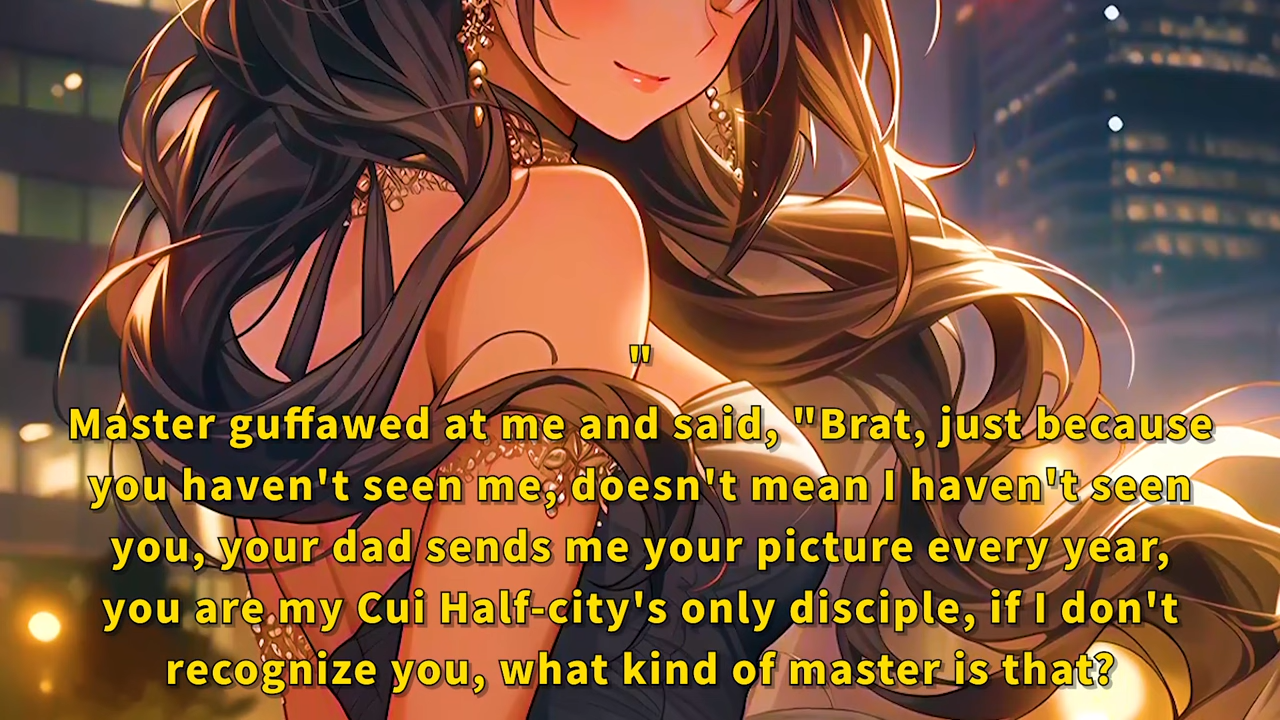 "
Master guffawed at me and said, "Brat, just because
you haven't seen me, doesn't mean I haven't seen
you, your dad sends me your picture every year,
you are my Cui Half-city's only disciple, if I don't
recognize you, what kind of master is that?